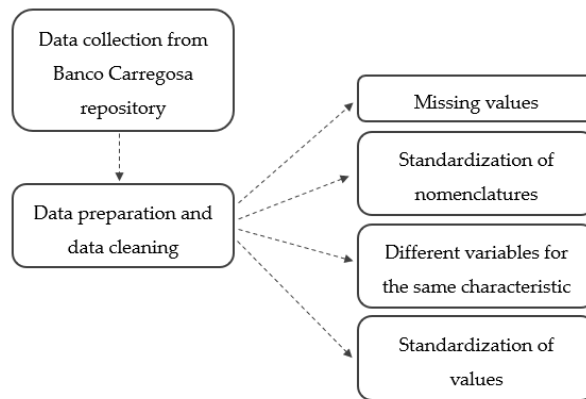 Data collection from
Banco Carregosa
repository
Data preparation and
data cleaning
Missing values
Standardization of
nomenclatures
Different variables for
the same characteristic
Standardization of
values